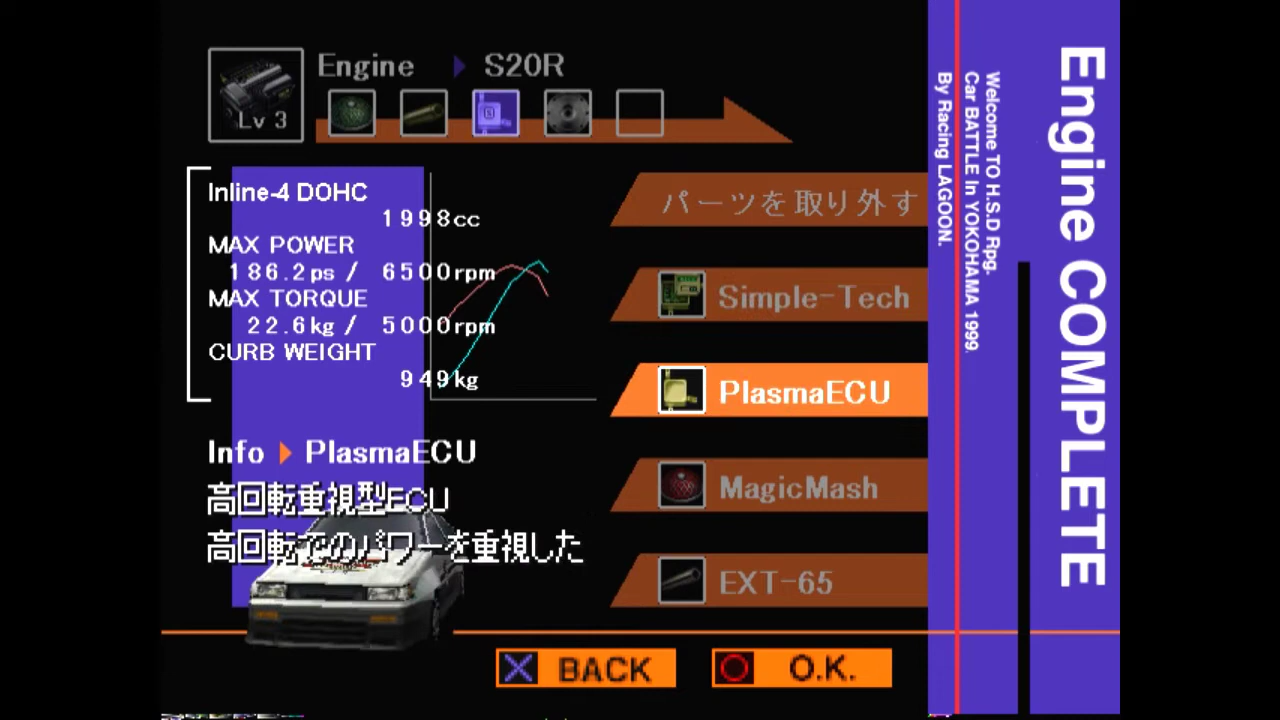 Engine
S20R
Lv 3
Inline-4 DOHC
1998cc
MAX POWER
186.2ps / 6500rpm
MAX TORQUE
22.6kg / 5000rpm
CURB WEIGHT
949kg
Info
PlasmaECU
高回転重視型ECU
高回転でのパワーを重視した
パーツを取り外す
Simple-Tech
PlasmaECU
MagicMash
EXT-65
BACK
O.K.
Engine COMPLETE
Welcome TO H.S.D Rpg.
Car BATTLE In YOKOHAMA 1999.
By Racing LAGOON.